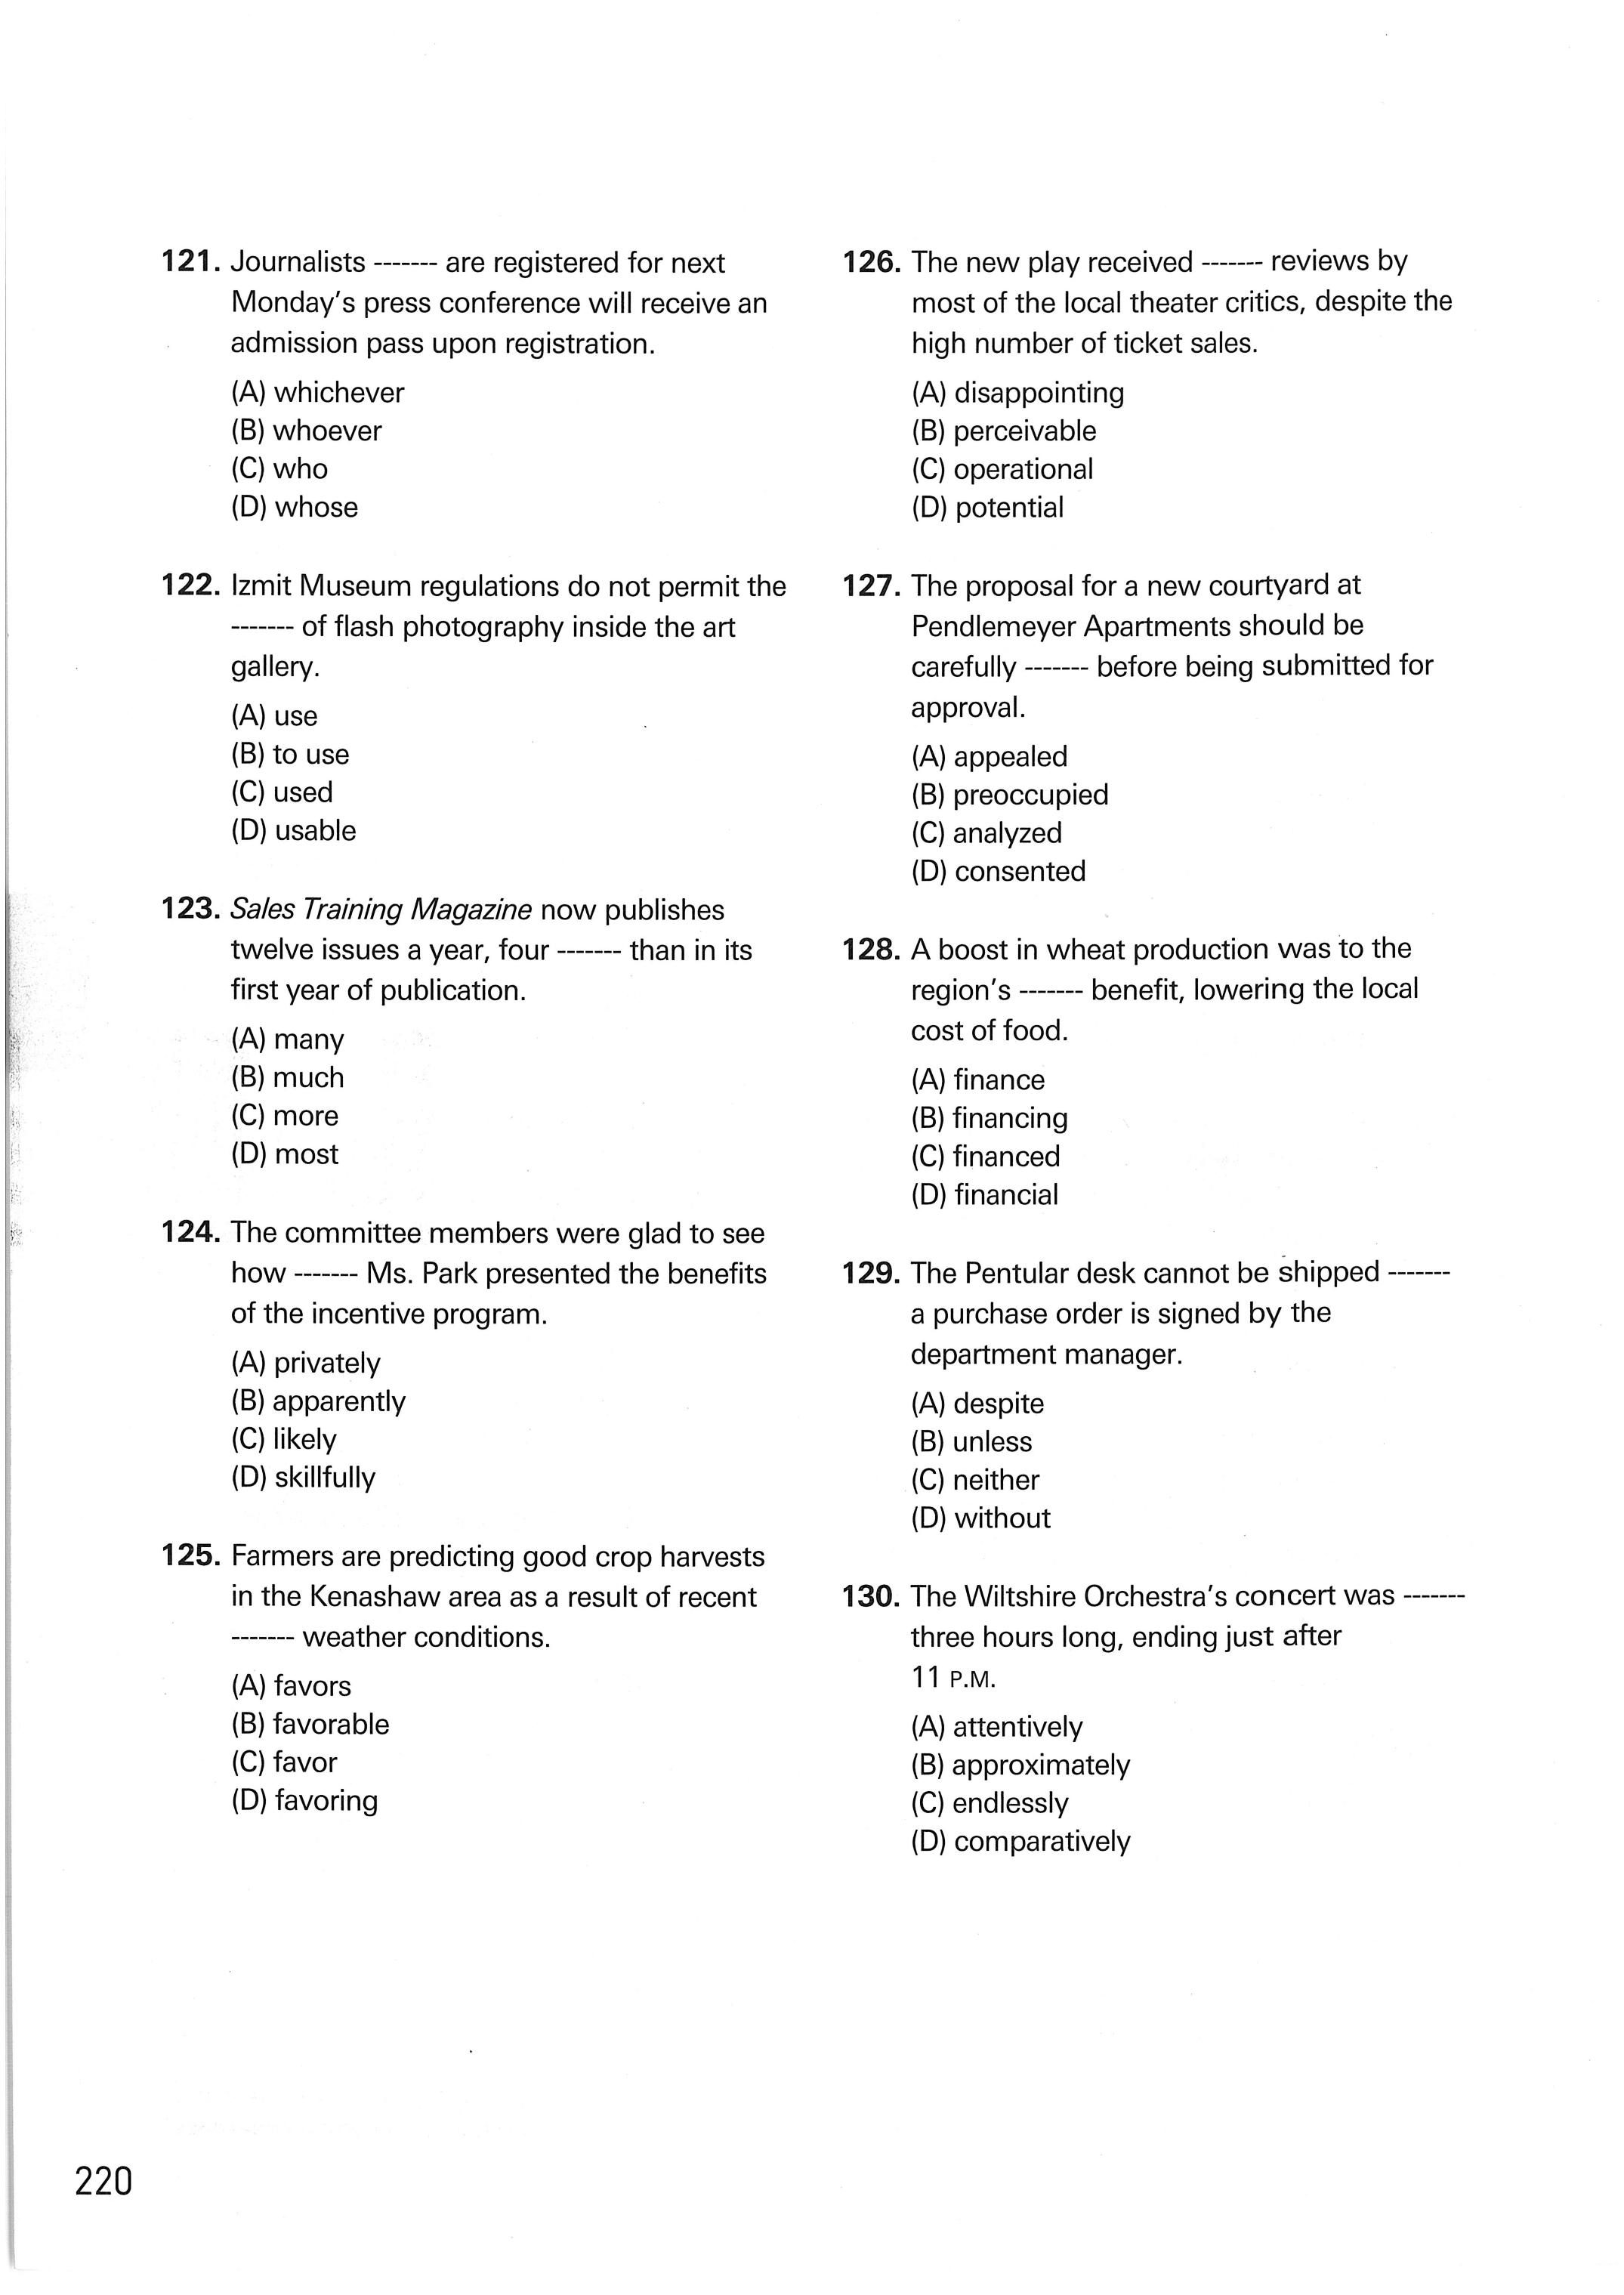 121. Journalists ------- are registered for next
Monday's press conference will receive an
admission pass upon registration.
(A) whichever
(B) whoever
(C) who
(D) whose
122. Izmit Museum regulations do not permit the
------- of flash photography inside the art
gallery.
(A) use
(B) to use
(C) used
(D) usable
123. Sales Training Magazine now publishes
twelve issues a year, four ------- than in its
first year of publication.
(A) many
(B) much
(C) more
(D) most
124. The committee members were glad to see
how ------- Ms. Park presented the benefits
of the incentive program.
(A) privately
(B) apparently
(C) likely
(D) skillfully
125. Farmers are predicting good crop harvests
in the Kenashaw area as a result of recent
------- weather conditions.
(A) favors
(B) favorable
(C) favor
(D) favoring
126. The new play received ------- reviews by
most of the local theater critics, despite the
high number of ticket sales.
(A) disappointing
(B) perceivable
(C) operational
(D) potential
127. The proposal for a new courtyard at
Pendlemeyer Apartments should be
carefully ------- before being submitted for
approval.
(A) appealed
(B) preoccupied
(C) analyzed
(D) consented
128. A boost in wheat production was to the
region's ------- benefit, lowering the local
cost of food.
(A) finance
(B) financing
(C) financed
(D) financial
129. The Pentular desk cannot be shipped -------
a purchase order is signed by the
department manager.
(A) despite
(B) unless
(C) neither
(D) without
130. The Wiltshire Orchestra's concert was -------
three hours long, ending just after
11 P.M.
(A) attentively
(B) approximately
(C) endlessly
(D) comparatively
220